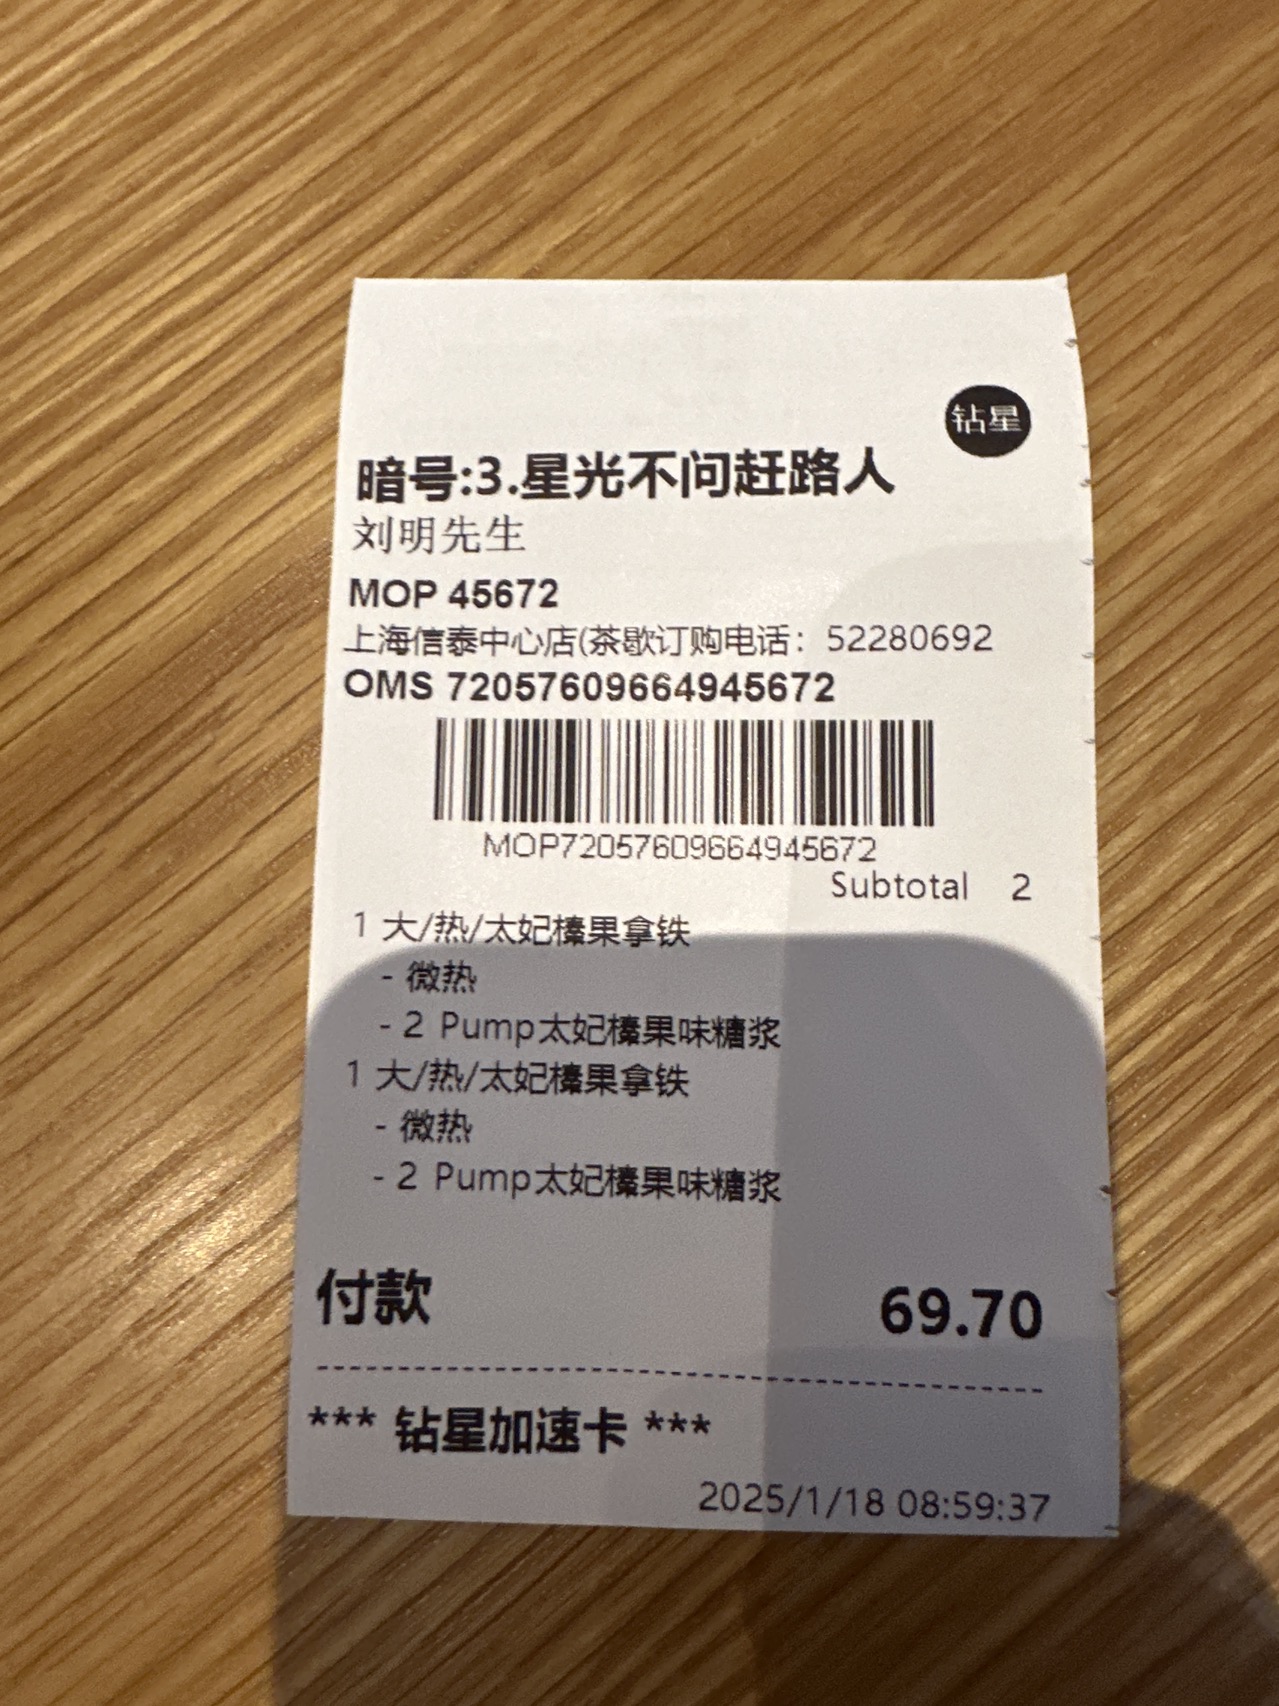 钻星
暗号:3.星光不问赶路人
刘明先生
MOP 45672
上海信泰中心店(茶歇订购电话：52280692
OMS 72057609664945672
MOP72057609664945672
Subtotal 2
1 大/热/太妃榛果拿铁
- 微热
- 2 Pump太妃榛果味糖浆
1 大/热/太妃榛果拿铁
- 微热
- 2 Pump太妃榛果味糖浆
付款 69.70
*** 钻星加速卡 ***
2025/1/18 08:59:37